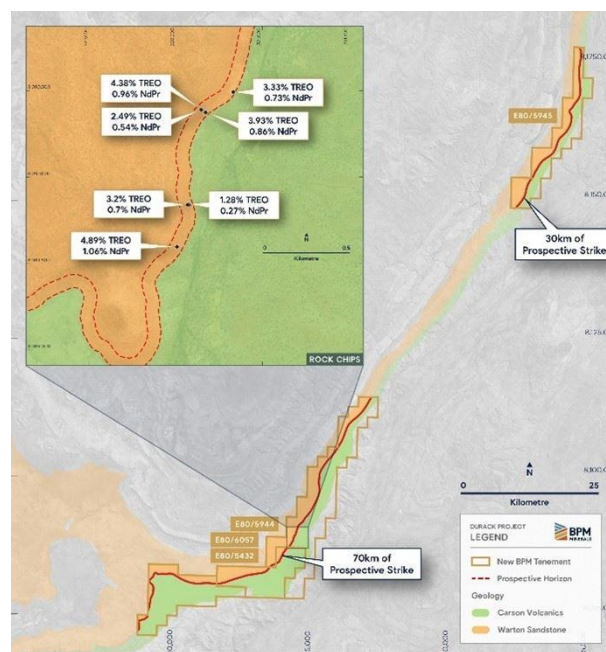 4.38% TREO
0.96% NdPr
3.33% TREO
0.73% NdPr
2.49% TREO
0.54% NdPr
3.93% TREO
0.86% NdPr
3.2% TREO
0.7% NdPr
1.28% TREO
0.27% NdPr
4.89% TREO
1.06% NdPr
N
0 0.5
Kilometre
ROCK CHIPS
E80/5945
30km of
Prospective Strike
E80/5944
E80/6057
E80/5432
70km of
Prospective Strike
N
0 25
Kilometre
DURACK PROJECT
LEGEND
BPM
MINERALS
New BPM Tenement
Prospective Horizon
Geology
Carson Volcanics
Warton Sandstone